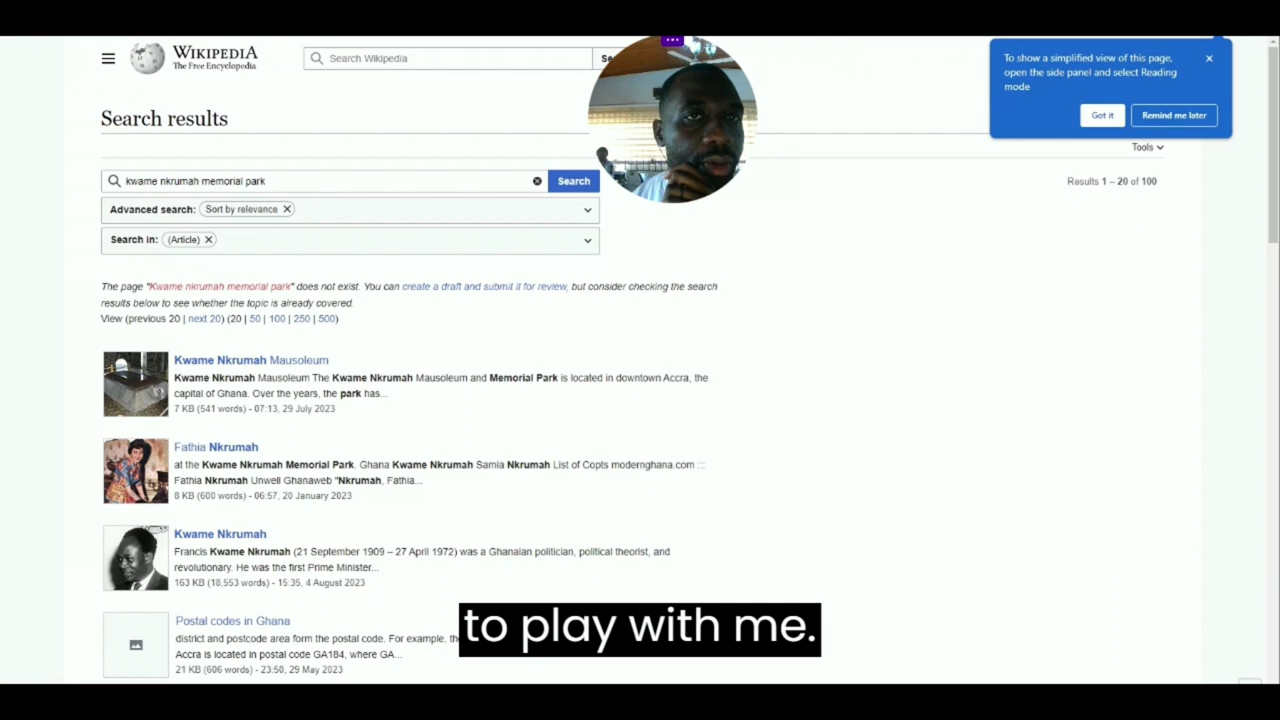 WIKIPEDIA
The Free Encyclopedia
Search Wikipedia
Se
To show a simplified view of this page,
open the side panel and select Reading
mode
Got it
Remind me later
Search results
Tools
kwame nkrumah memorial park
Search
Results 1 – 20 of 100
Advanced search: Sort by relevance
Search in: (Article)
The page "Kwame nkrumah memorial park" does not exist. You can create a draft and submit it for review, but consider checking the search
results below to see whether the topic is already covered.
View (previous 20 | next 20) (20 | 50 | 100 | 250 | 500)
Kwame Nkrumah Mausoleum
Kwame Nkrumah Mausoleum The Kwame Nkrumah Mausoleum and Memorial Park is located in downtown Accra, the
capital of Ghana. Over the years, the park has...
7 KB (541 words) - 07:13, 29 July 2023
Fathia Nkrumah
at the Kwame Nkrumah Memorial Park. Ghana Kwame Nkrumah Samia Nkrumah List of Copts modernghana.com :::
Fathia Nkrumah Unwell Ghanaweb "Nkrumah, Fathia...
8 KB (600 words) - 06:57, 20 January 2023
Kwame Nkrumah
Francis Kwame Nkrumah (21 September 1909 – 27 April 1972) was a Ghanaian politician, political theorist, and
revolutionary. He was the first Prime Minister...
163 KB (18,553 words) - 15:35, 4 August 2023
Postal codes in Ghana
district and postcode area form the postal code. For example, the
Accra is located in postal code GA184, where GA...
21 KB (606 words) - 23:50, 29 May 2023
to play with me.